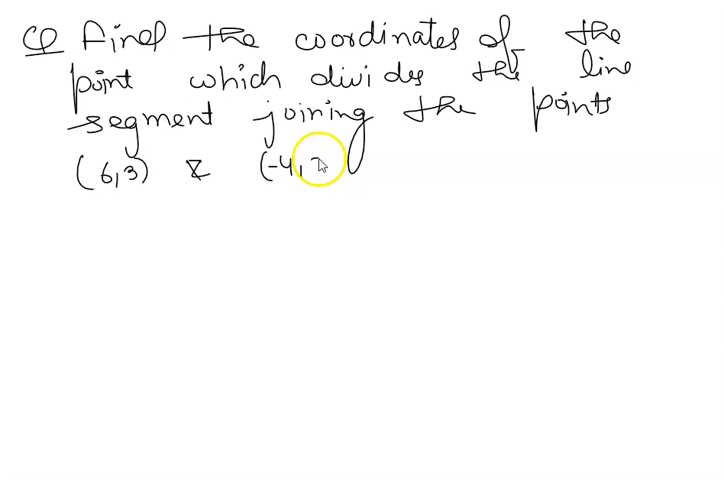 Q Find the coordinates of the
point which divides the line
segment joining the points
(6,3) & (-4,